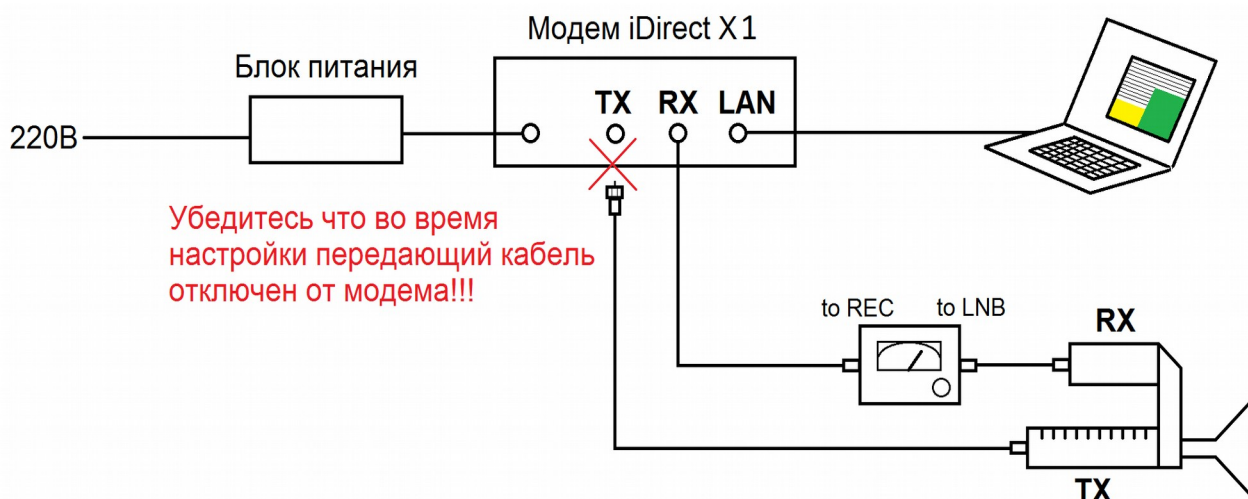 Модем iDirect X1
Блок питания
TX RX LAN
220В
Убедитесь что во время
настройки передающий кабель
отключен от модема!!!
to REC to LNB
RX
TX